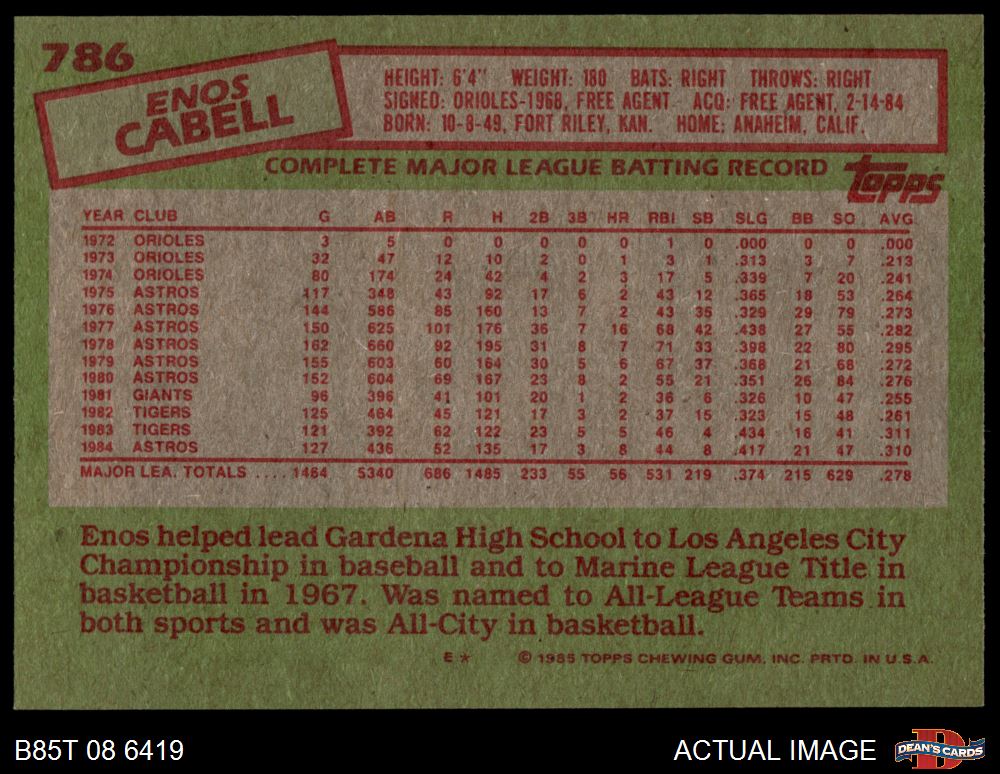 786
ENOS
CABELL
HEIGHT: 6'4" WEIGHT: 180 BATS: RIGHT THROWS: RIGHT
SIGNED: ORIOLES-1968, FREE AGENT ACQ: FREE AGENT, 2-14-84
BORN: 10-8-49, FORT RILEY, KAN. HOME: ANAHEIM, CALIF.
COMPLETE MAJOR LEAGUE BATTING RECORD
topps
YEAR CLUB G AB R H 2B 3B HR RBI SB SLG BB SO AVG
1972 ORIOLES 3 5 0 0 0 0 0 1 0 .000 0 0 .000
1973 ORIOLES 32 47 12 10 2 0 1 3 1 .313 3 7 .213
1974 ORIOLES 80 174 24 42 4 2 3 17 5 .339 7 20 .241
1975 ASTROS 117 348 43 92 17 6 2 43 12 .365 18 53 .264
1976 ASTROS 144 586 85 160 13 7 2 43 35 .329 29 79 .273
1977 ASTROS 150 625 101 176 36 7 16 68 42 .438 27 55 .282
1978 ASTROS 162 660 92 195 31 8 7 71 33 .398 22 80 .295
1979 ASTROS 155 603 60 164 30 5 6 67 37 .368 21 68 .272
1980 ASTROS 152 604 69 167 23 8 2 55 21 .351 26 84 .276
1981 GIANTS 96 396 41 101 20 1 2 36 6 .326 10 47 .255
1982 TIGERS 125 464 45 121 17 3 2 37 15 .323 15 48 .261
1983 TIGERS 121 392 62 122 23 5 5 46 4 .434 16 41 .311
1984 ASTROS 127 436 52 135 17 3 8 44 8 .417 21 47 .310
MAJOR LEA. TOTALS .... 1464 5340 686 1485 233 55 56 531 219 .374 215 629 .278
Enos helped lead Gardena High School to Los Angeles City
Championship in baseball and to Marine League Title in
basketball in 1967. Was named to All-League Teams in
both sports and was All-City in basketball.
E* © 1985 TOPPS CHEWING GUM, INC. PRTD. IN U.S.A.
B85T 08 6419 ACTUAL IMAGE DEAN'S CARDS